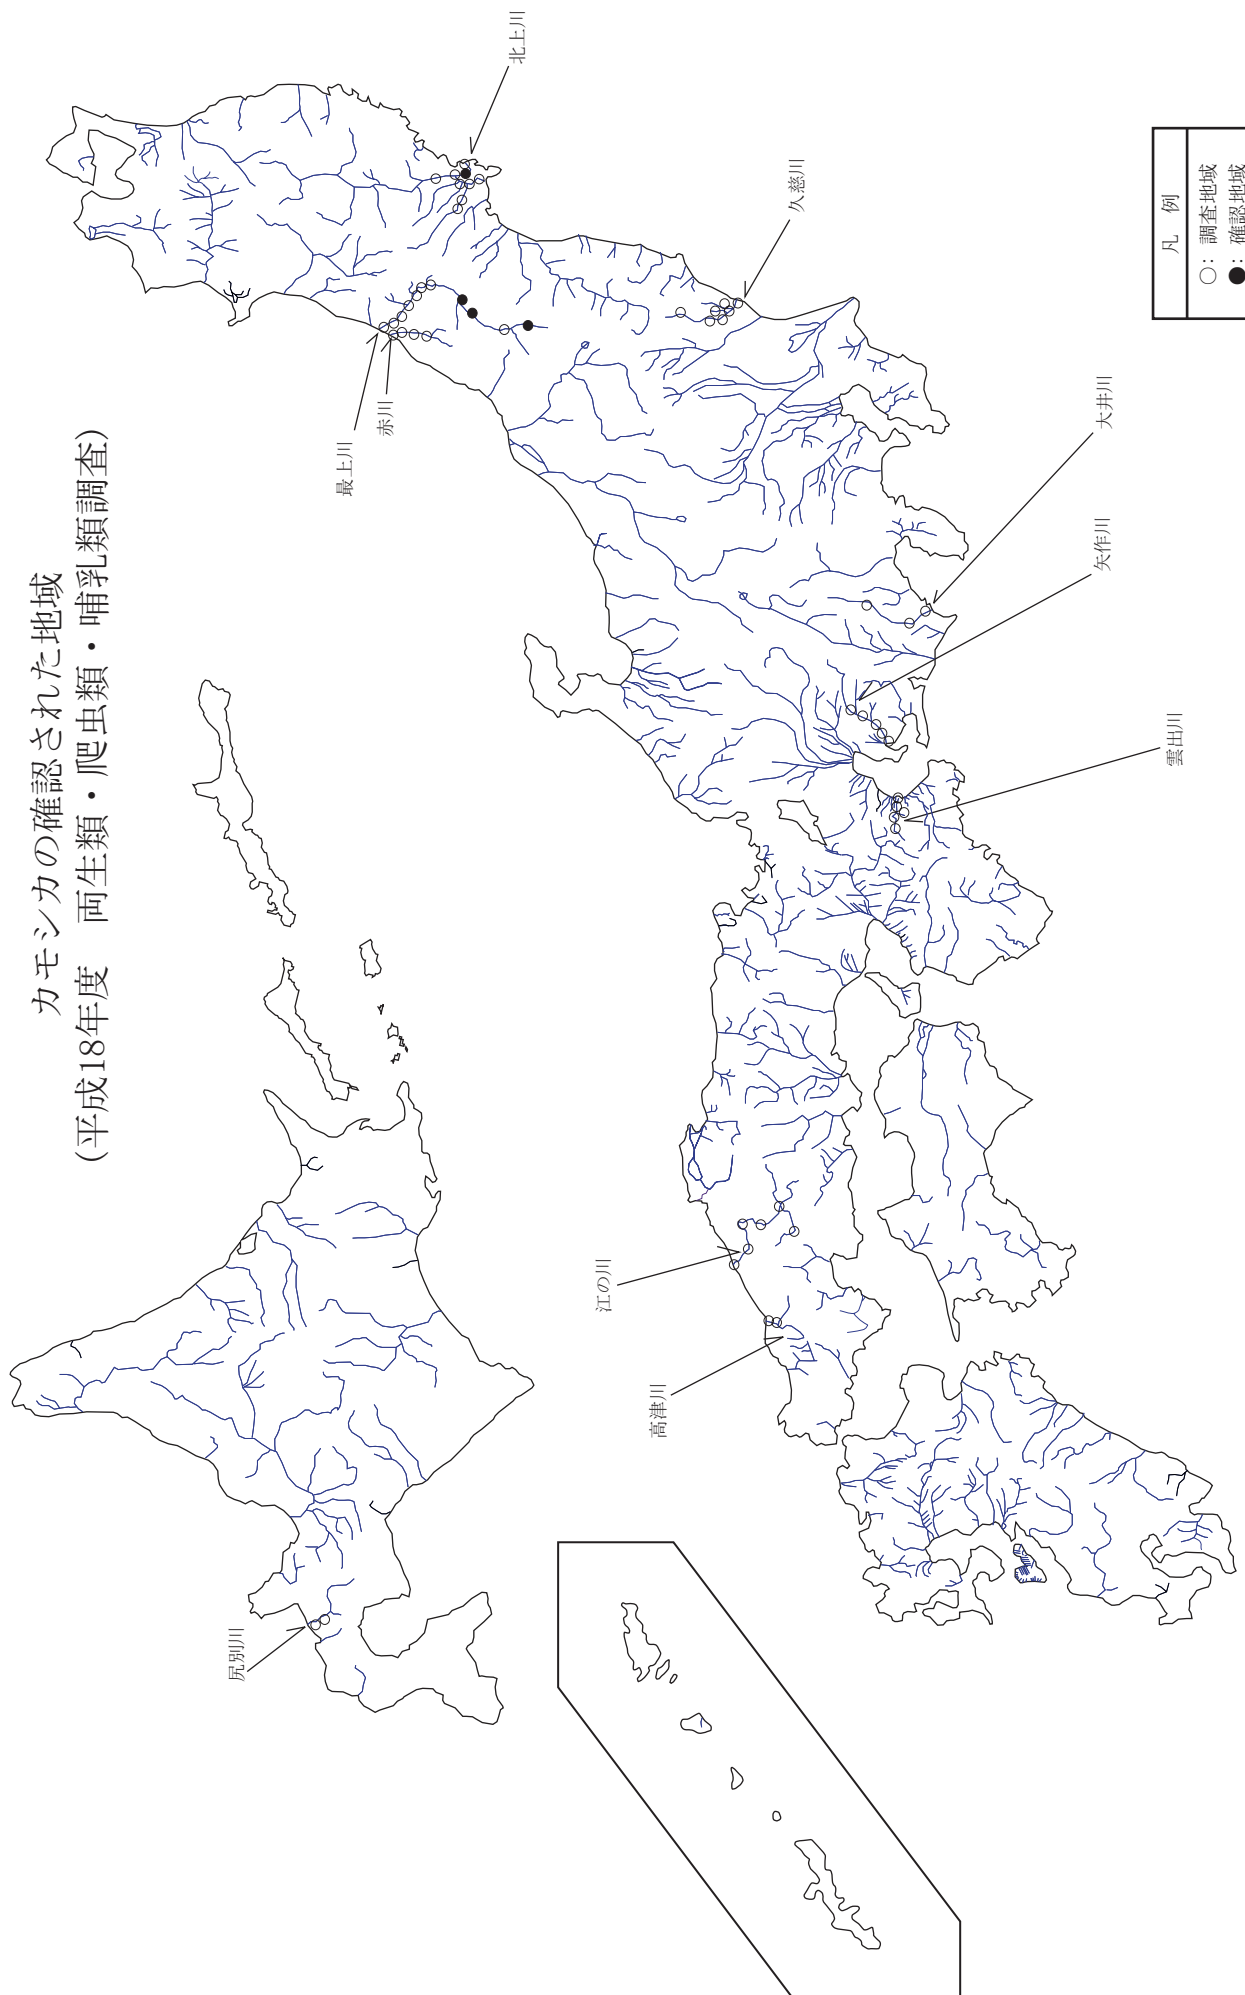 カモシカの確認された地域
(平成18年度　両生類・爬虫類・哺乳類調査)
尻別川
最上川
赤川
北上川
久慈川
大井川
矢作川
雲出川
江の川
高津川
凡　例
○：調査地域
●：確認地域